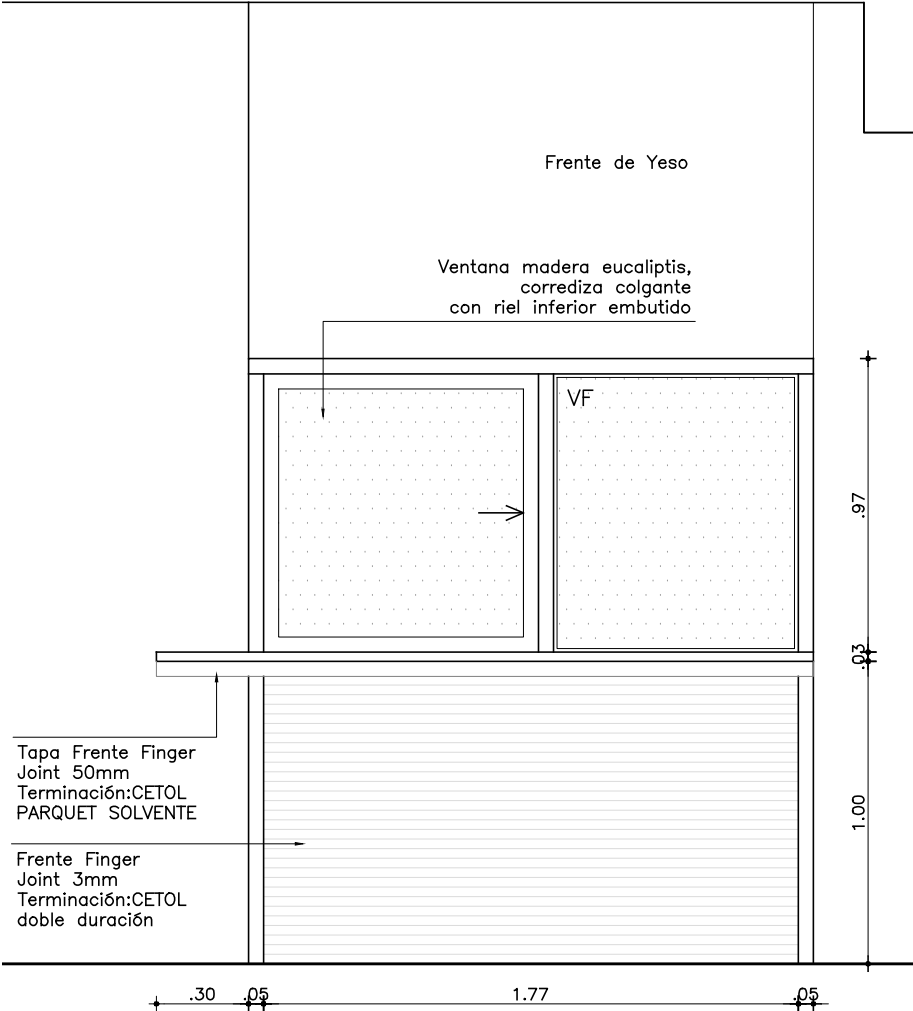 Frente de Yeso
Ventana madera eucaliptis,
corrediza colgante
con riel inferior embutido
VF
.97
.03
1.00
Tapa Frente Finger
Joint 50mm
Terminación:CETOL
PARQUET SOLVENTE
Frente Finger
Joint 3mm
Terminación:CETOL
doble duración
.30 .05 1.77 .05